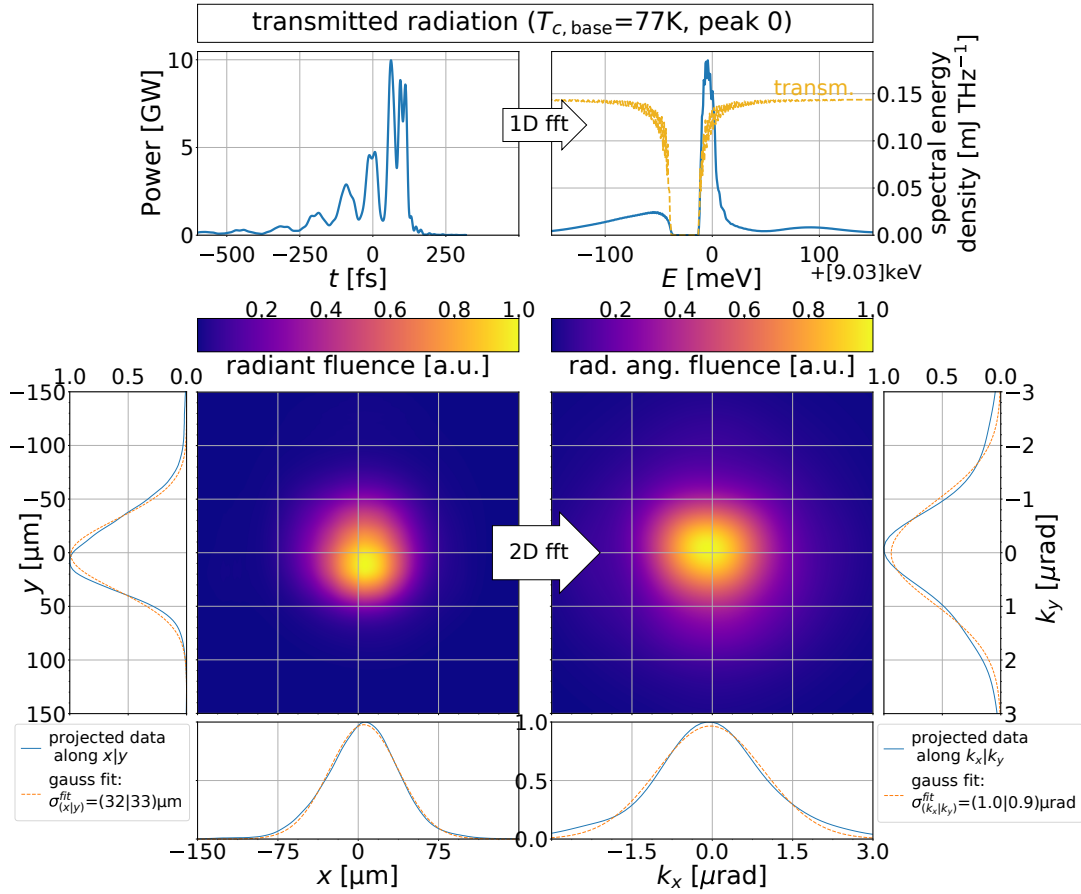 transmitted radiation (T_c, base=77K, peak 0)
Power [GW]
10
5
0
−500
−250
0
250
t [fs]
1D fft
transm.
0.15
0.10
0.05
0.00
spectral energy
density [mJ THz⁻¹]
−100
0
100
E [meV]
+[9.03]keV
0.2
0.4
0.6
0.8
1.0
radiant fluence [a.u.]
0.2
0.4
0.6
0.8
1.0
rad. ang. fluence [a.u.]
1.0
0.5
0.0
−150
−100
−50
0
50
100
150
y [µm]
2D fft
1.0
0.5
0.0
−3
−2
−1
0
1
2
3
k_y [µrad]
projected data
along x|y
gauss fit:
σ^fit_(x|y)=(32|33)µm
−150
−75
0
75
x [µm]
1.0
0.5
0.0
−1.5
0.0
1.5
3.0
k_x [µrad]
projected data
along k_x|k_y
gauss fit:
σ^fit_(k_x|k_y)=(1.0|0.9)µrad